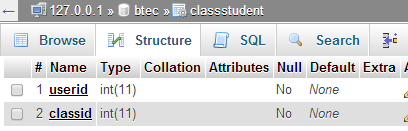 127.0.0.1 » btec » classstudent
Browse Structure SQL Search
# Name Type Collation Attributes Null Default Extra
1 userid int(11) No None
2 classid int(11) No None